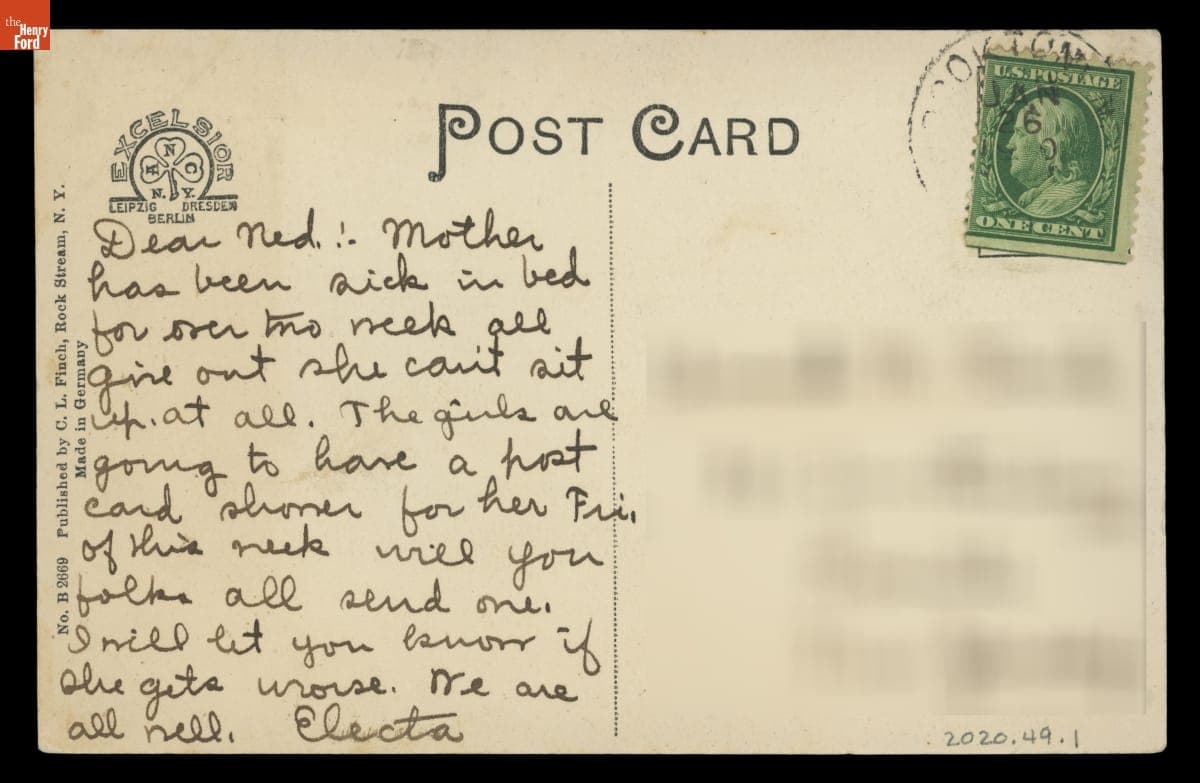 the
Henry
Ford
POST CARD
EXCELSIOR
A N C
N. Y.
LEIPZIG DRESDEN
BERLIN
U.S. POSTAGE
ONE CENT
JAN
26
No. B 2669 Published by C. L. Finch, Rock Stream, N. Y.
Made in Germany
Dear Ned. :- Mother
has been sick in bed
for over two week all
give out she can't sit
up. at all. The girls are
going to have a post
card shower for her Fri.
of this week will you
folks all send one.
I will let you know if
she gets worse. We are
all well. Electa
2020.49.1